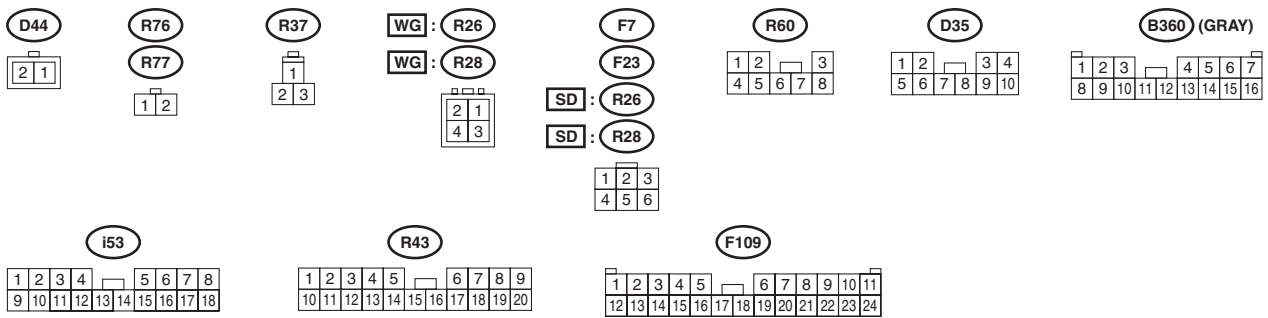 D44
R76
R77
R37
WG : R26
WG : R28
F7
F23
SD : R26
SD : R28
R60
D35
B360 (GRAY)
2 1
1 2
1
2 3
2 1
4 3
1 2 3
4 5 6
1 2 3
4 5 6 7 8
1 2 3 4
5 6 7 8 9 10
1 2 3 4 5 6 7
8 9 10 11 12 13 14 15 16
i53
R43
F109
1 2 3 4 5 6 7 8
9 10 11 12 13 14 15 16 17 18
1 2 3 4 5 6 7 8 9
10 11 12 13 14 15 16 17 18 19 20
1 2 3 4 5 6 7 8 9 10 11
12 13 14 15 16 17 18 19 20 21 22 23 24